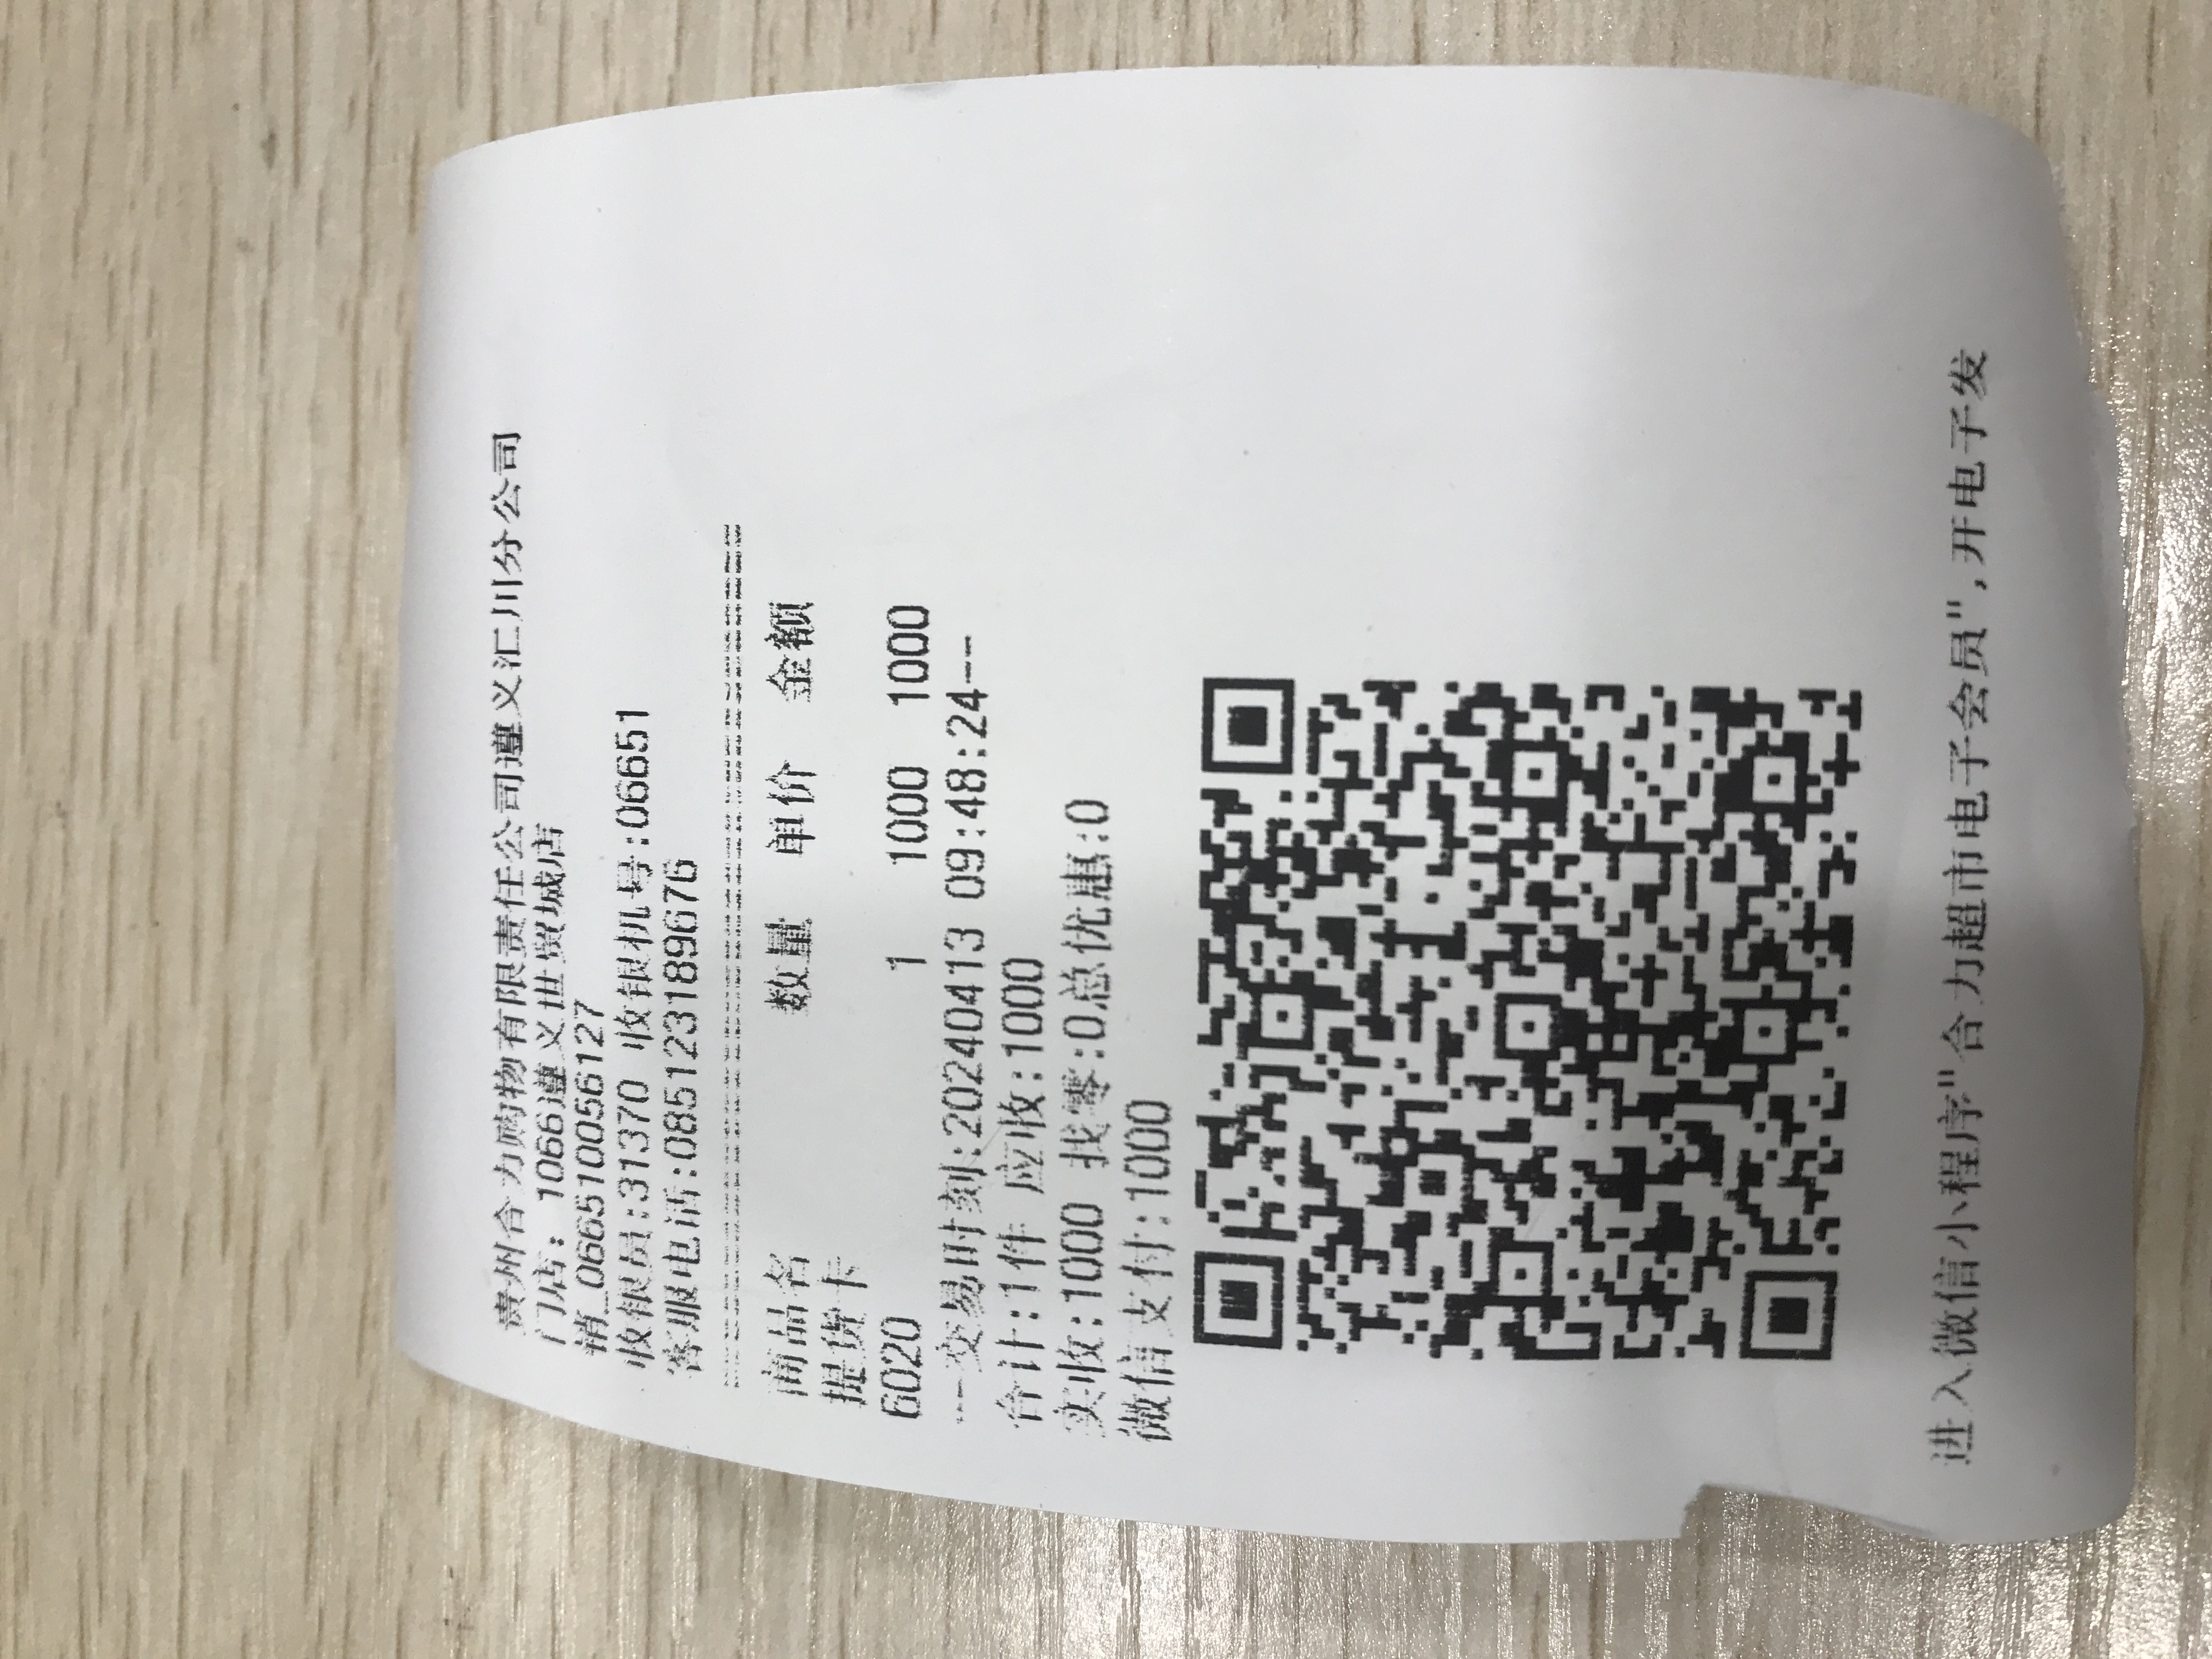 贵州合力购物有限责任公司遵义汇川分公司
门店: 1066遵义世贸城店
销_066510056127
收银员:31370 收银机号:06651
客服电话:085123189676
商品名 数量 单价 金额
提货卡
6020 1 1000 1000
---交易时刻:20240413 09:48:24---
合计:1件 应收:1000
实收:1000 找零:0总优惠:0
微信支付:1000
进入微信小程序"合力超市电子会员",开电子发